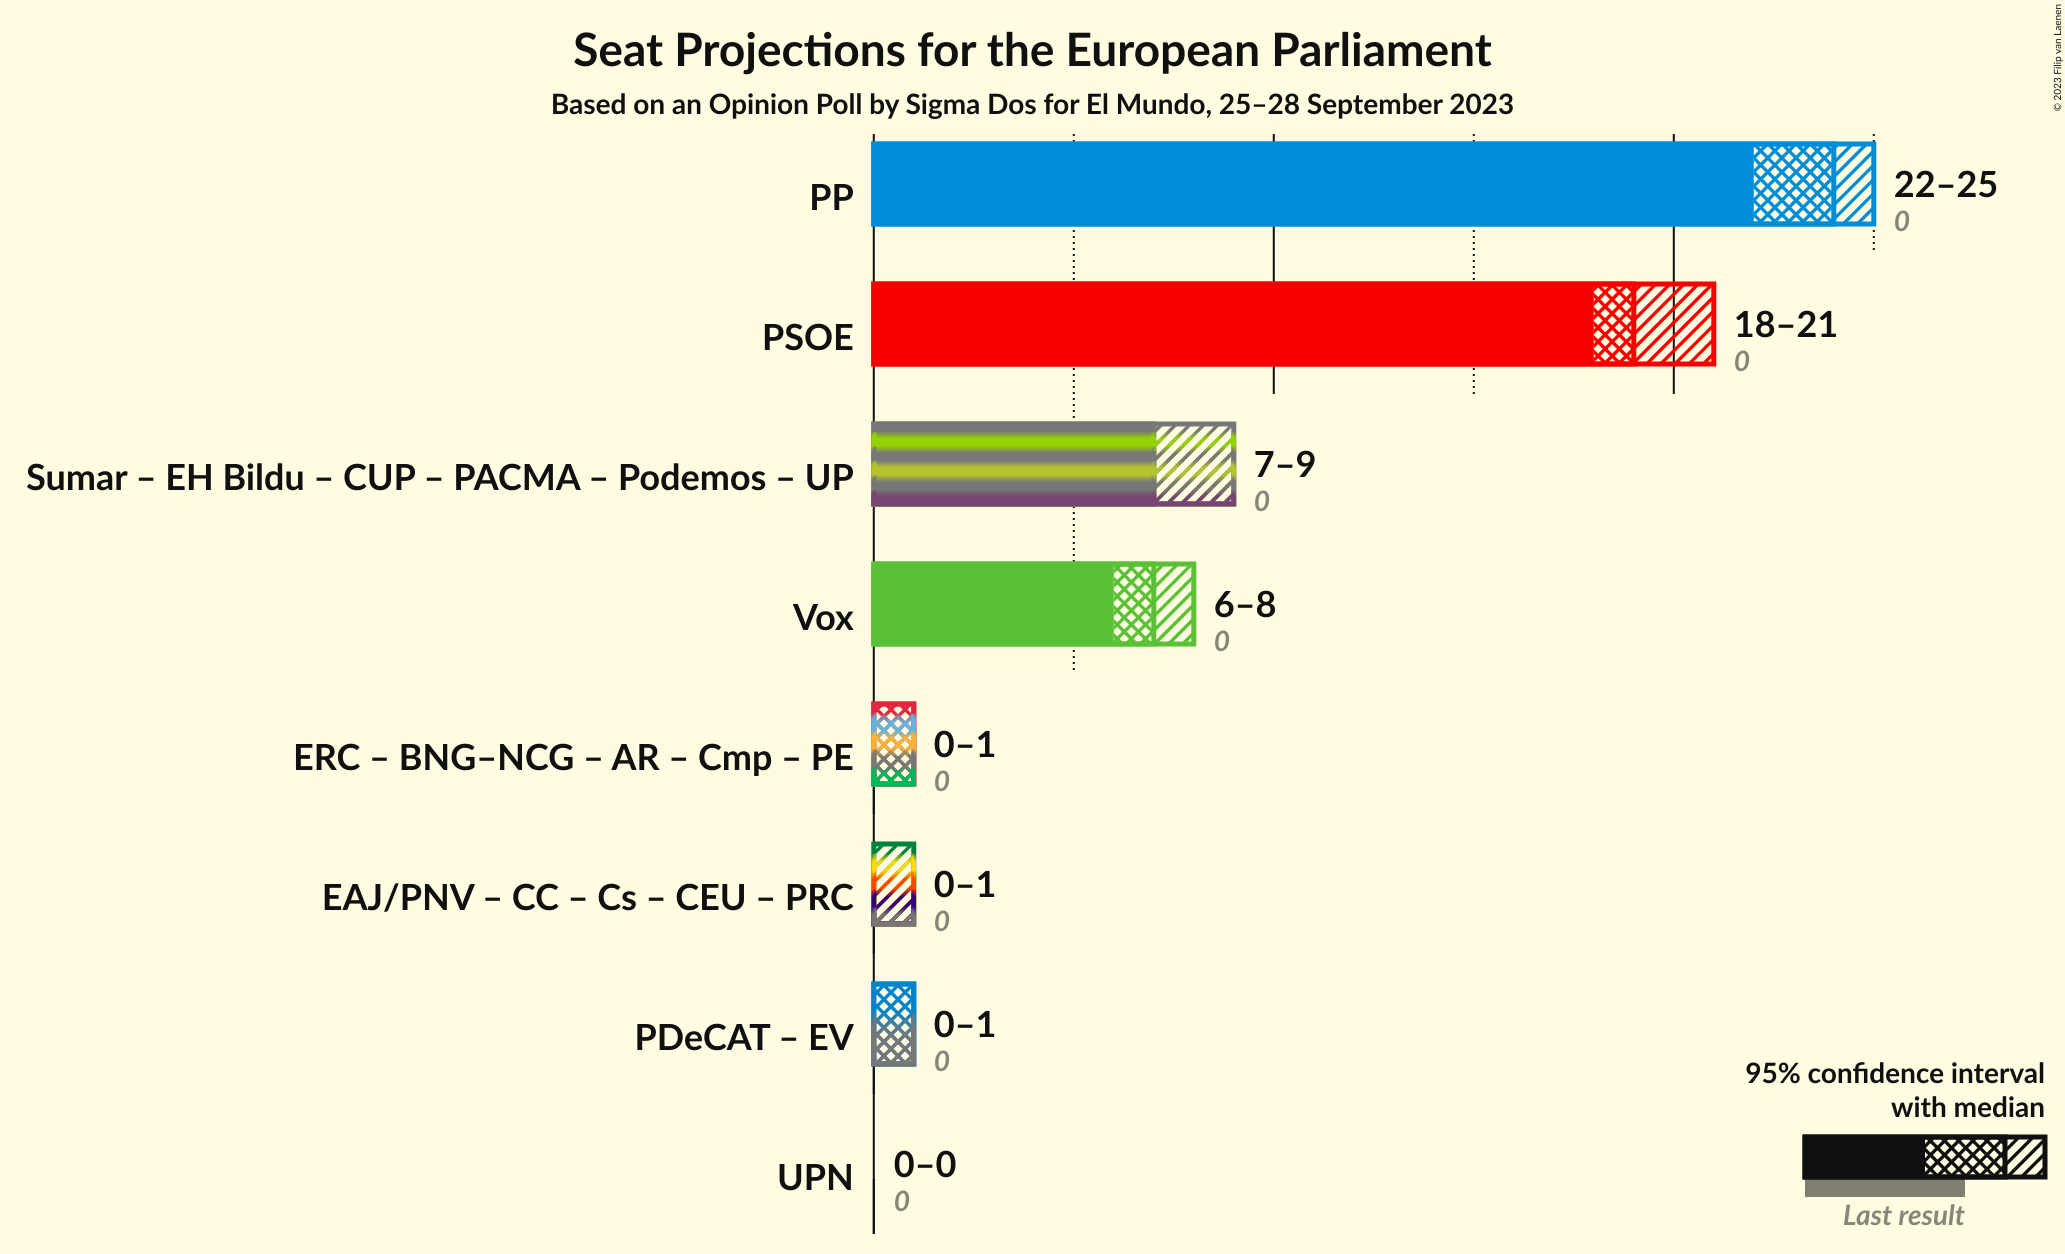 Seat Projections for the European Parliament
Based on an Opinion Poll by Sigma Dos for El Mundo, 25–28 September 2023
© 2023 Filip van Laenen
PP
22–25
0
PSOE
18–21
0
Sumar – EH Bildu – CUP – PACMA – Podemos – UP
7–9
0
Vox
6–8
0
ERC – BNG–NCG – AR – Cmp – PE
0–1
0
EAJ/PNV – CC – Cs – CEU – PRC
0–1
0
PDeCAT – EV
0–1
0
UPN
0–0
0
95% confidence interval
with median
Last result